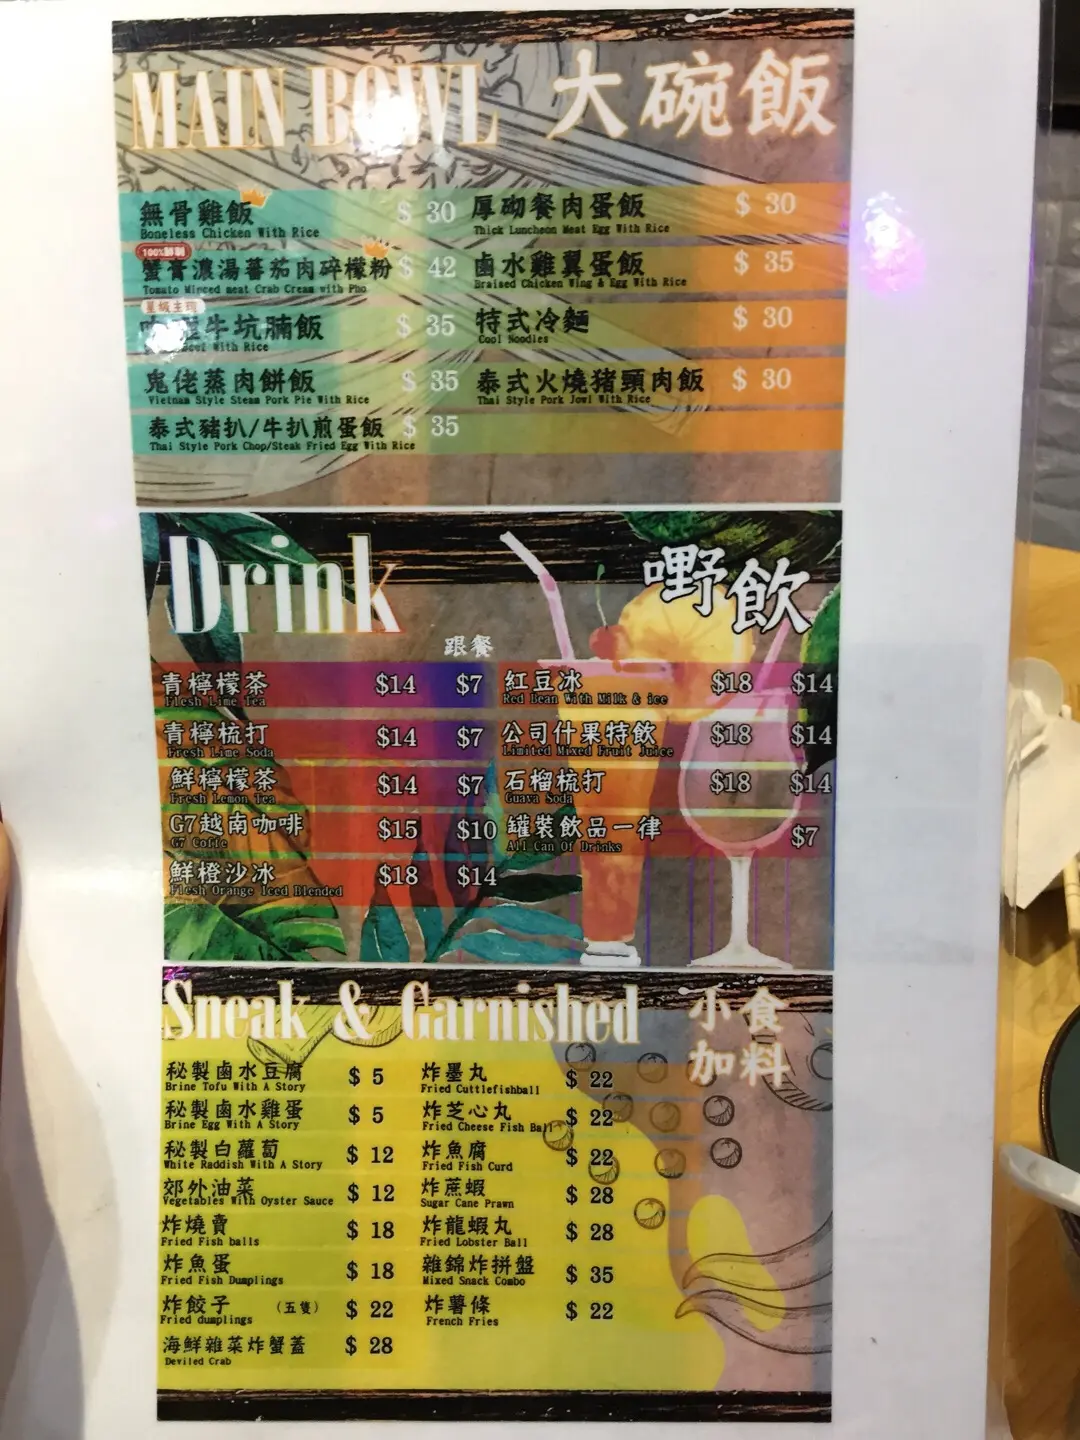 MAIN BOWL 大碗飯
無骨雞飯 $ 30
Boneless Chicken With Rice
100%鮮製
蟹膏濃湯蕃茄肉碎檬粉 $ 42
Tomato Minced meat Crab Cream with Pho
星級主理
牛坑腩飯 $ 35
Beef With Rice
鬼佬蒸肉餅飯 $ 35
Vietnam Style Steam Pork Pie With Rice
泰式豬扒/牛扒煎蛋飯 $ 35
Thai Style Pork Chop/Steak Fried Egg With Rice
厚砌餐肉蛋飯 $ 30
Thick Luncheon Meat Egg With Rice
鹵水雞翼蛋飯 $ 35
Braised Chicken Wing & Egg With Rice
特式冷麵 $ 30
Cool Noodles
泰式火燒猪頸肉飯 $ 30
Thai Style Pork Jowl With Rice
Drink 嘢飲
跟餐
青檸檬茶 $14 $7
Flesh Lime Tea
青檸梳打 $14 $7
Fresh Lime Soda
鮮檸檬茶 $14 $7
Fresh Lemon Tea
G7越南咖啡 $15 $10
G7 Coffe
鮮橙沙冰 $18 $14
Flesh Orange Iced Blended
紅豆冰 $18 $14
Red Bean With Milk & ice
公司什果特飲 $18 $14
Limited Mixed Fruit Juice
石榴梳打 $18 $14
Guava Soda
罐裝飲品一律 $7
All Can Of Drinks
Sneak & Garnished 小食
加料
秘製鹵水豆腐 $ 5
Brine Tofu With A Story
秘製鹵水雞蛋 $ 5
Brine Egg With A Story
秘製白蘿蔔 $ 12
White Raddish With A Story
郊外油菜 $ 12
Vegetables With Oyster Sauce
炸燒賣 $ 18
Fried Fish balls
炸魚蛋 $ 18
Fried Fish Dumplings
炸餃子 (五隻) $ 22
Fried dumplings
海鮮雜菜炸蟹蓋 $ 28
Deviled Crab
炸墨丸 $ 22
Fried Cuttlefishball
炸芝心丸 $ 22
Fried Cheese Fish Ball
炸魚腐 $ 22
Fried Fish Curd
炸蔗蝦 $ 28
Sugar Cane Prawn
炸龍蝦丸 $ 28
Fried Lobster Ball
雜錦炸拼盤 $ 35
Mixed Snack Combo
炸薯條 $ 22
French Fries